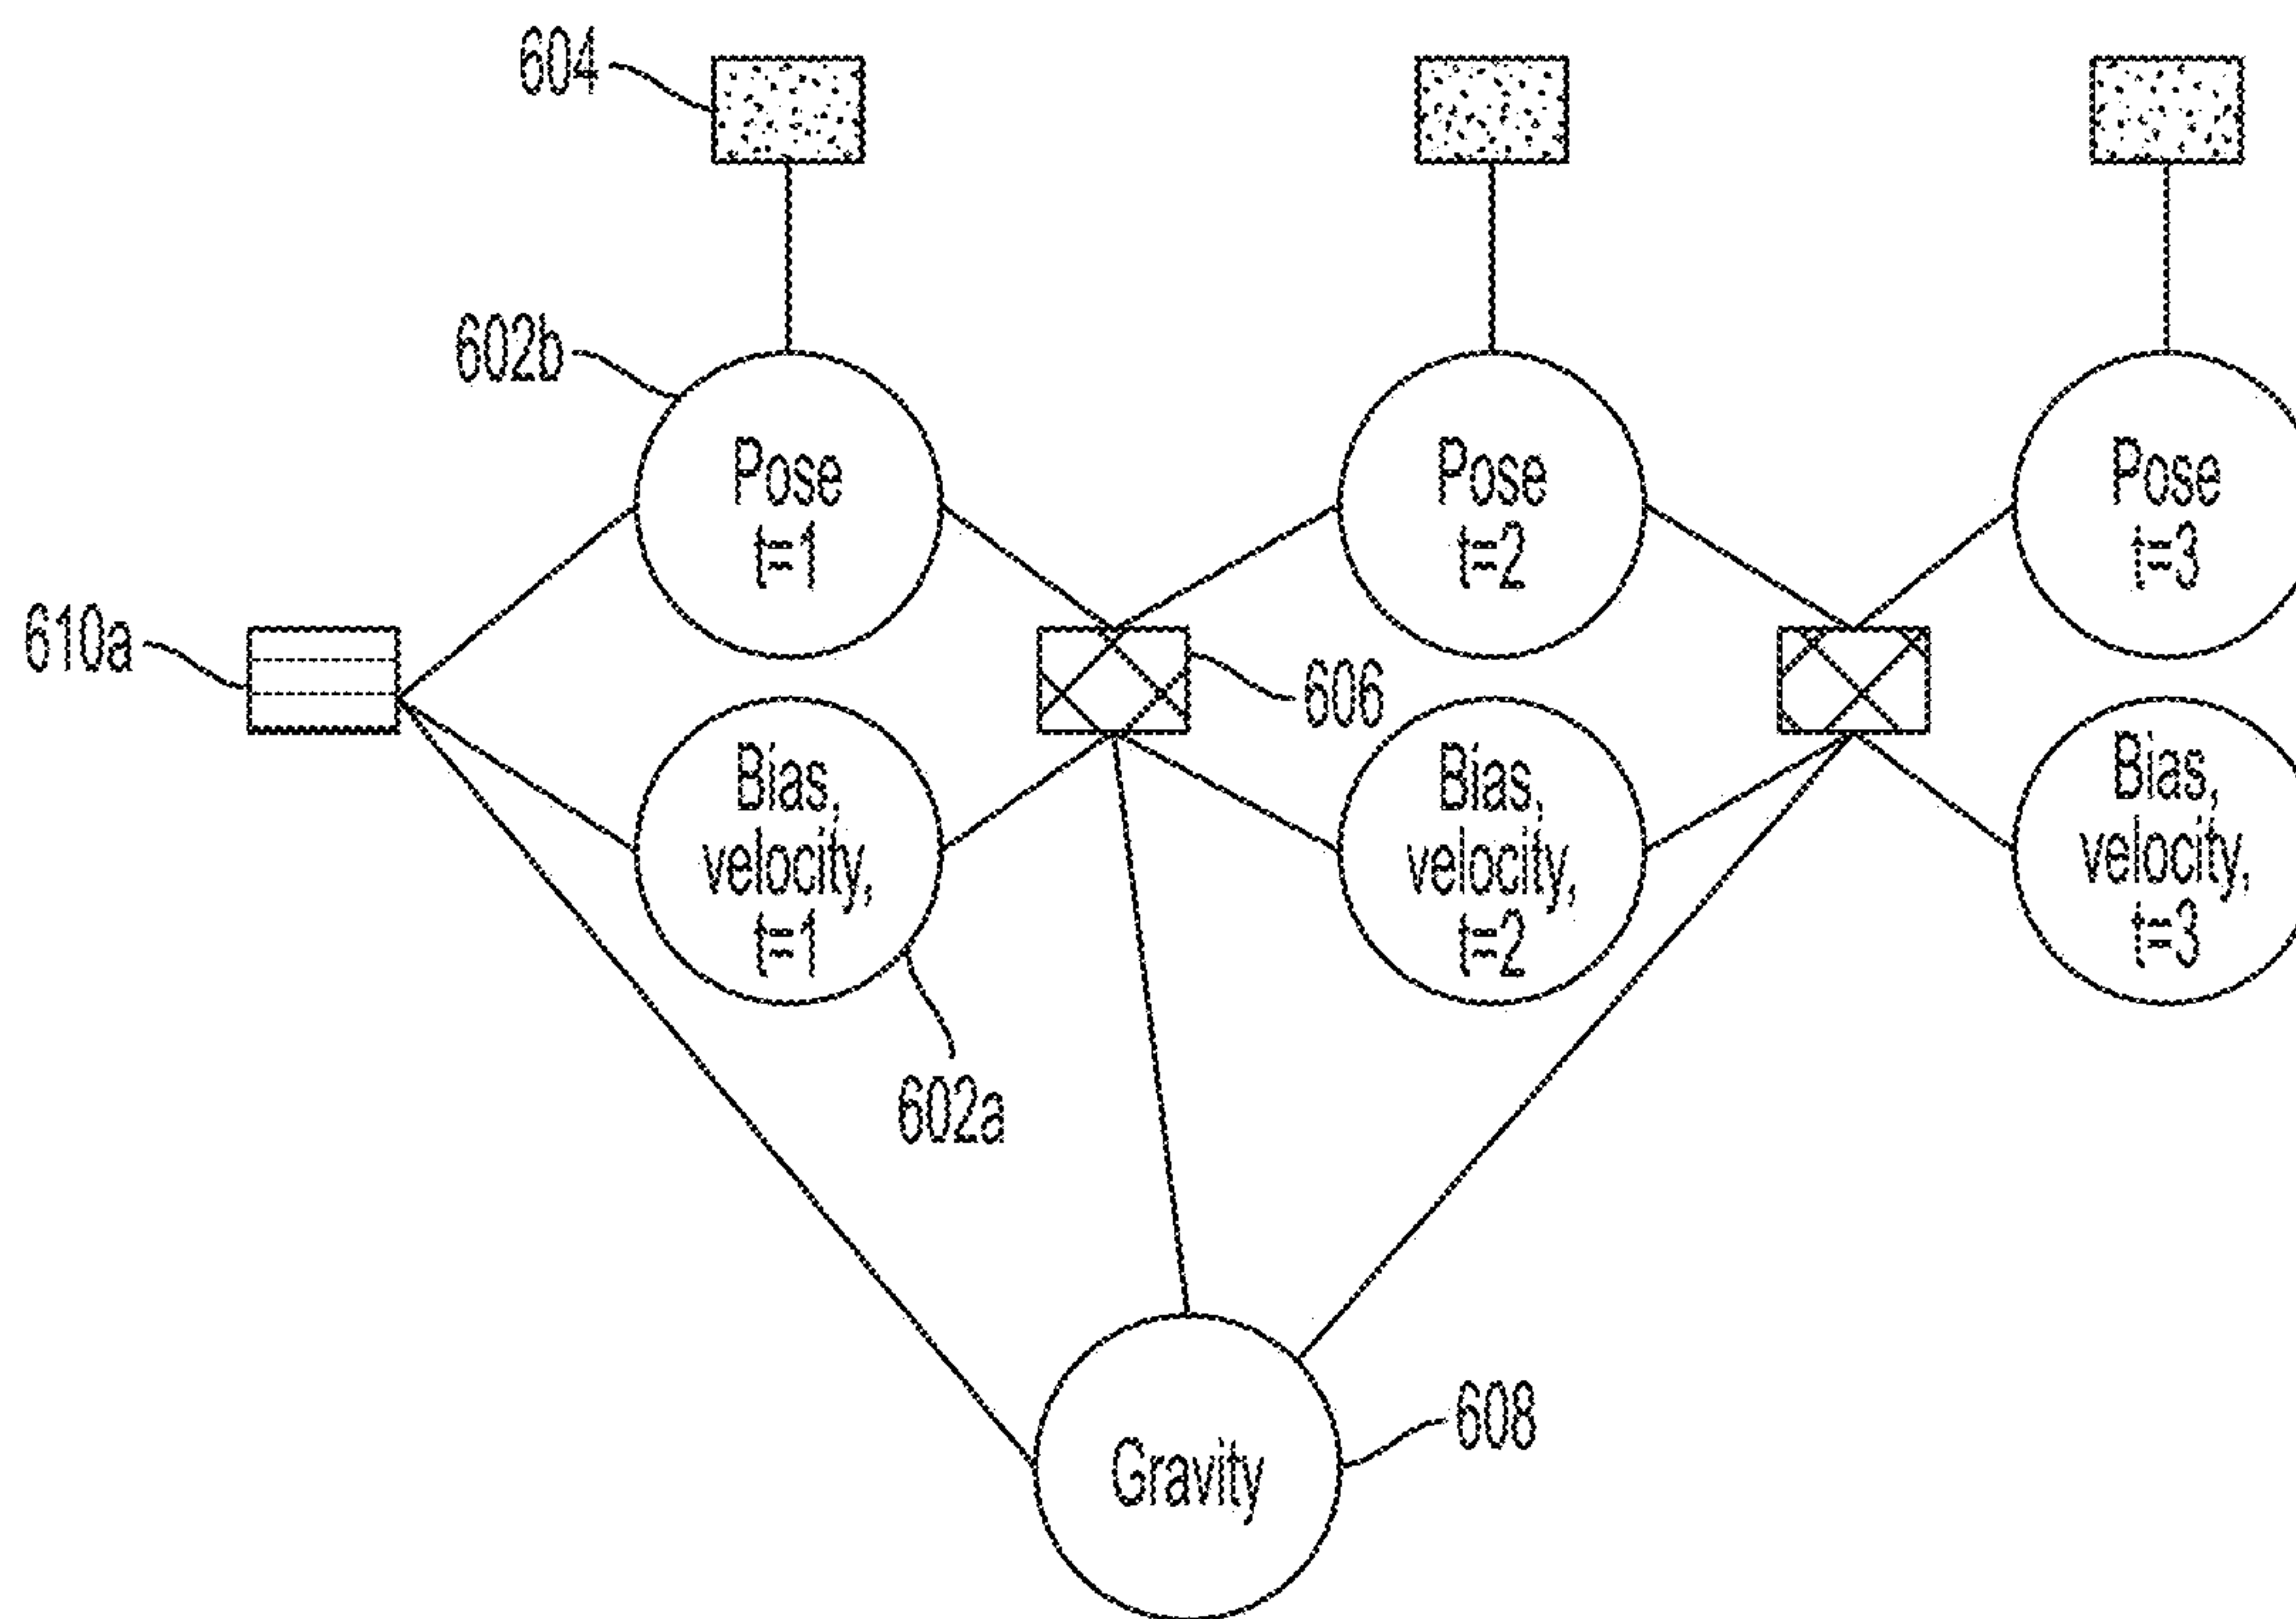 604
602b
Pose
t=1
Pose
t=2
Pose
t=3
610a
606
Bias,
velocity,
t=1
Bias,
velocity,
t=2
Bias,
velocity,
t=3
602a
Gravity
608